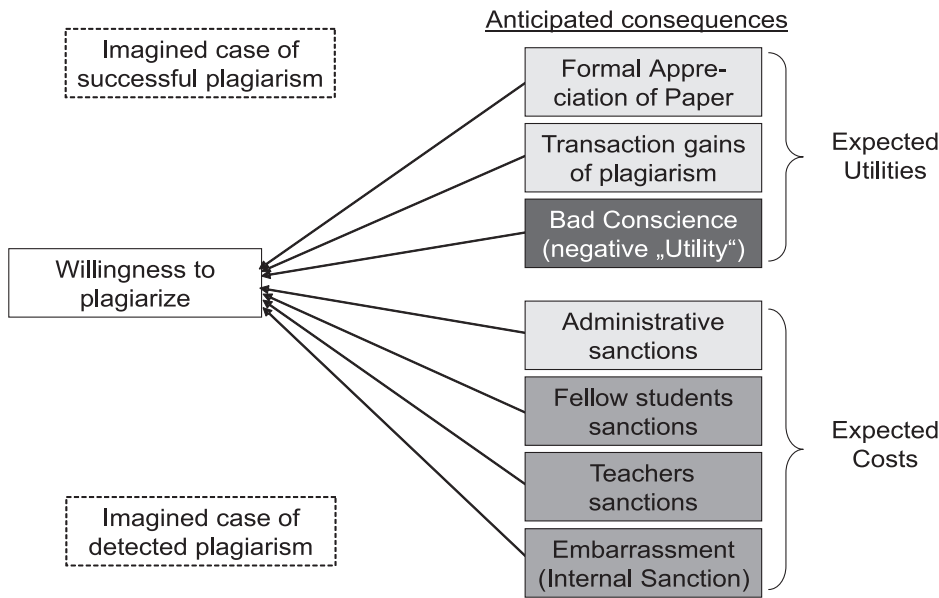 Anticipated consequences
Imagined case of
successful plagiarism
Formal Appre-
ciation of Paper
Transaction gains
of plagiarism
Bad Conscience
(negative „Utility“)
Expected
Utilities
Willingness to
plagiarize
Administrative
sanctions
Fellow students
sanctions
Teachers
sanctions
Embarrassment
(Internal Sanction)
Expected
Costs
Imagined case of
detected plagiarism